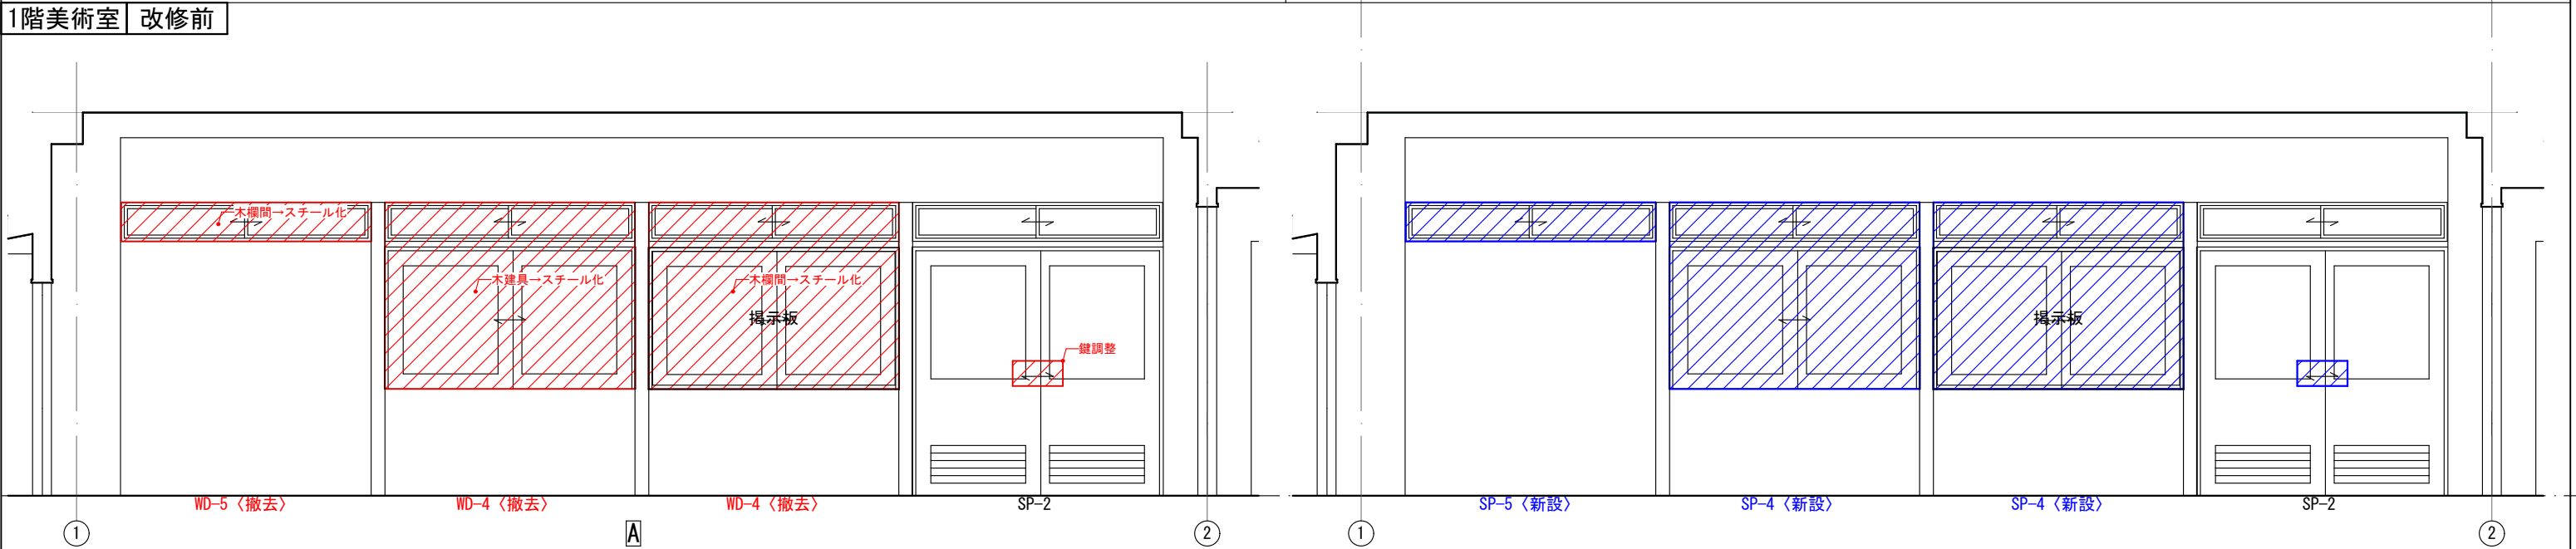 1階美術室 改修前
木欄間→スチール化
木建具→スチール化
木欄間→スチール化
掲示板
鍵調整
WD-5〈撤去〉
WD-4〈撤去〉
WD-4〈撤去〉
SP-2
1
A
2
掲示板
SP-5〈新設〉
SP-4〈新設〉
SP-4〈新設〉
SP-2
1
2